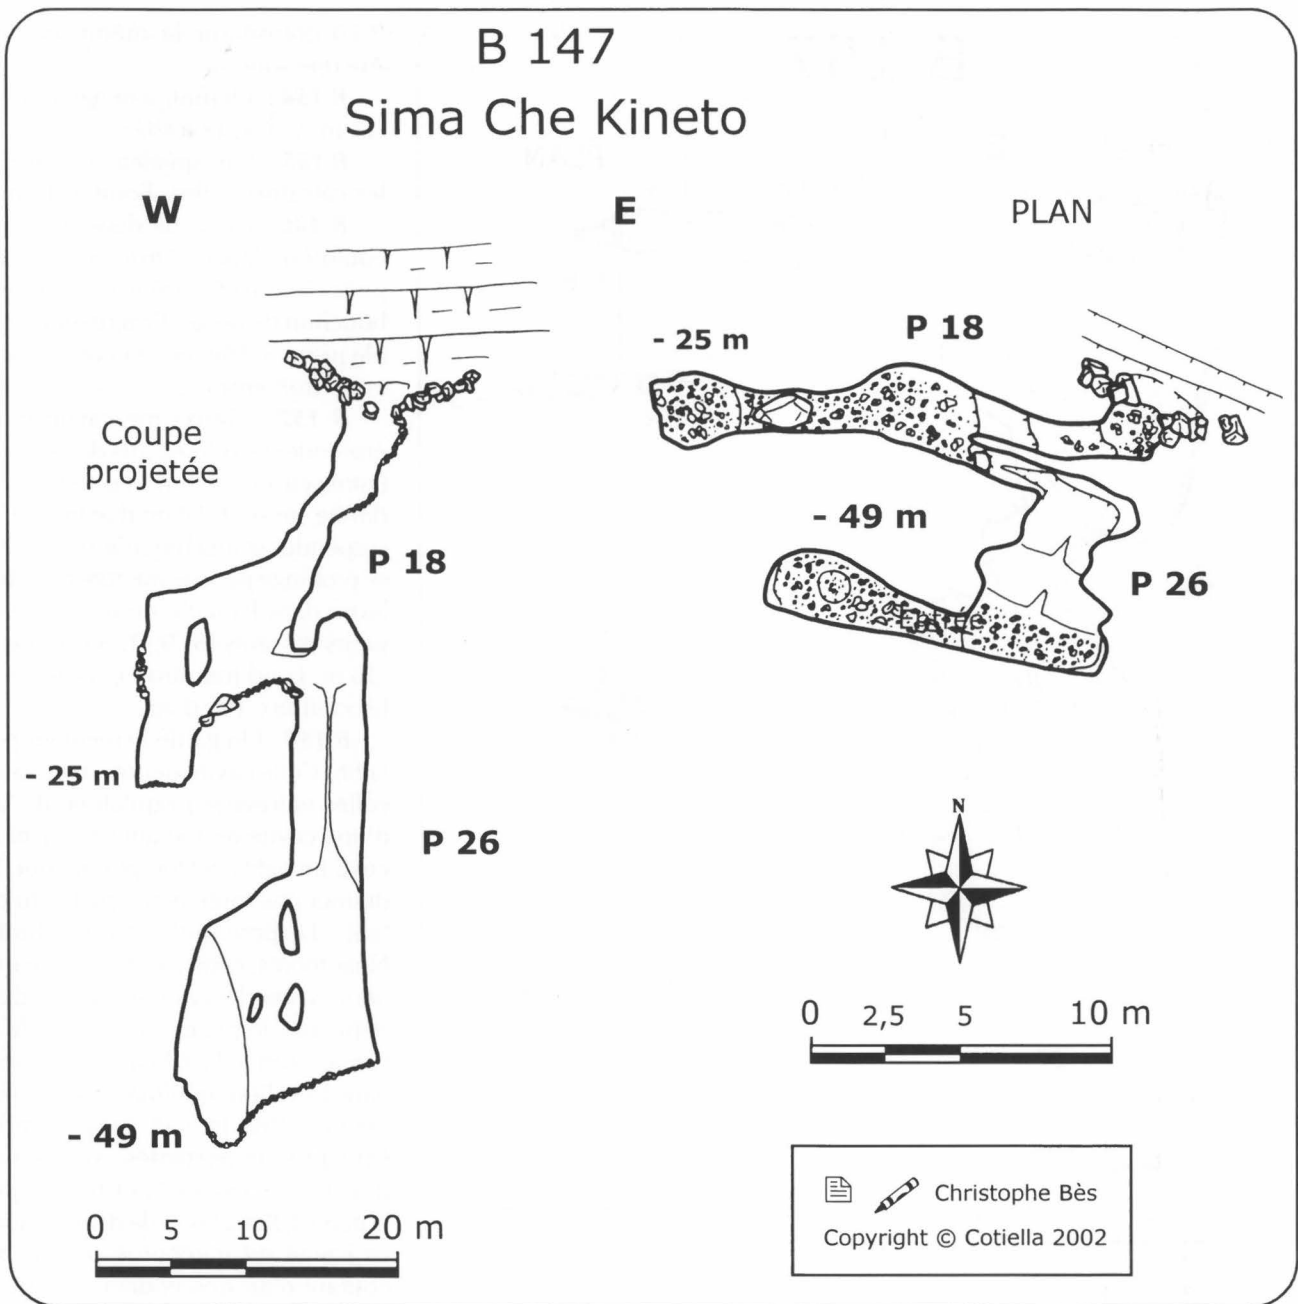 B 147
Sima Che Kineto
W
E
PLAN
Coupe
projetée
P 18
- 25 m
P 26
- 49 m
0 5 10 20 m
- 25 m
P 18
- 49 m
P 26
Entrée
N
0 2,5 5 10 m
Christophe Bès
Copyright © Cotiella 2002